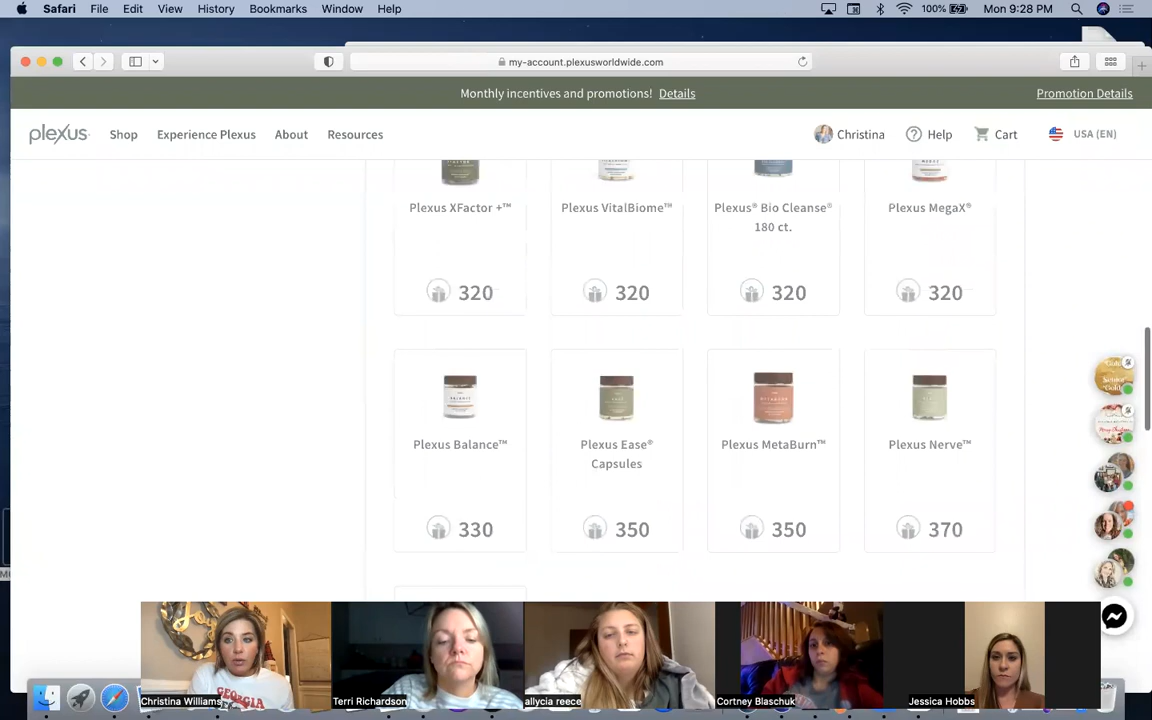 Safari File Edit View History Bookmarks Window Help 100% Mon 9:28 PM
my-account.plexusworldwide.com
Monthly incentives and promotions! Details Promotion Details
plexus Shop Experience Plexus About Resources Christina Help Cart USA (EN)
Plexus XFactor +™ Plexus VitalBiome™ Plexus® Bio Cleanse® Plexus MegaX®
180 ct.
320 320 320 320
Plexus Balance™ Plexus Ease® Plexus MetaBurn™ Plexus Nerve™
Capsules
330 350 350 370
GEORGIA
Christina Williams Terri Richardson allycia reece Cortney Blaschuk Jessica Hobbs